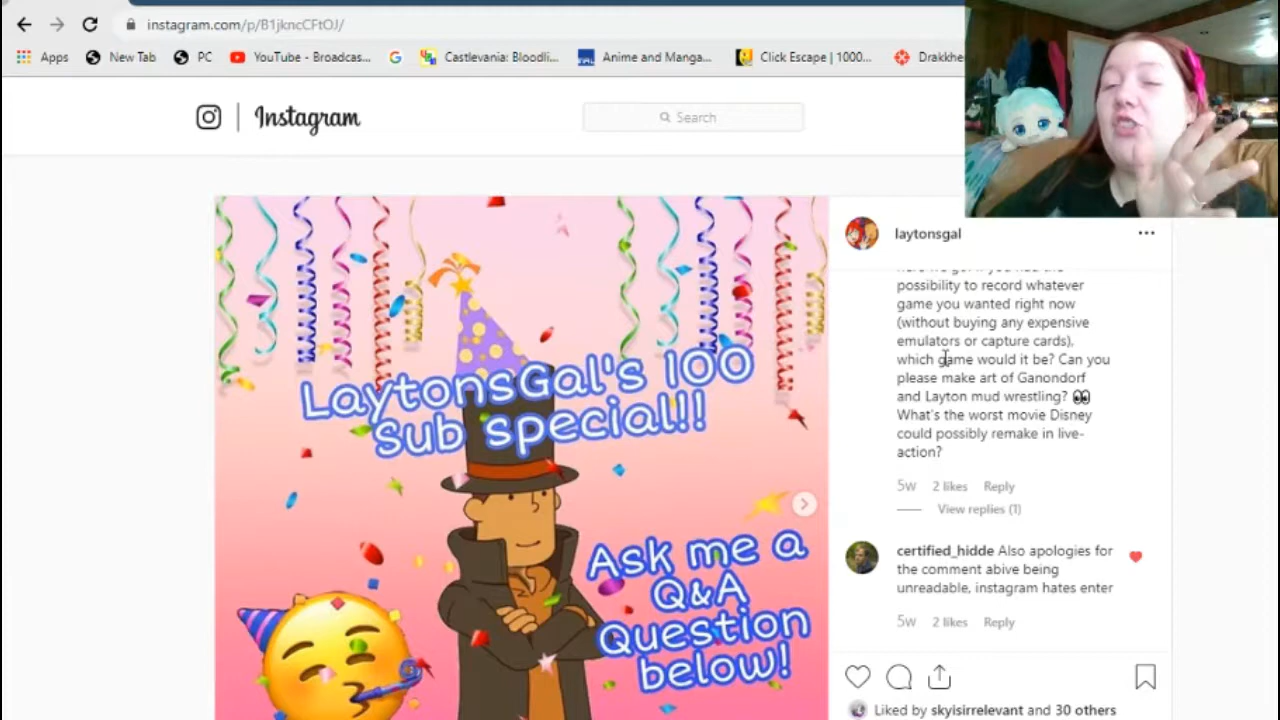 instagram.com/p/B1jkncCFtOJ/
Apps New Tab PC YouTube - Broadcas... Castlevania: Bloodli... Anime and Manga... Click Escape | 1000... Drakkhe
Instagram
Search
LaytonsGal's 100
Sub special!!
Ask me a
Q&A
Question
below!
laytonsgal
possibility to record whatever
game you wanted right now
(without buying any expensive
emulators or capture cards),
which game would it be? Can you
please make art of Ganondorf
and Layton mud wrestling? 👀
What's the worst movie Disney
could possibly remake in live-
action?
5w 2 likes Reply
View replies (1)
certified_hidde Also apologies for
the comment abive being
unreadable, instagram hates enter
5w 2 likes Reply
Liked by skyisirrelevant and 30 others